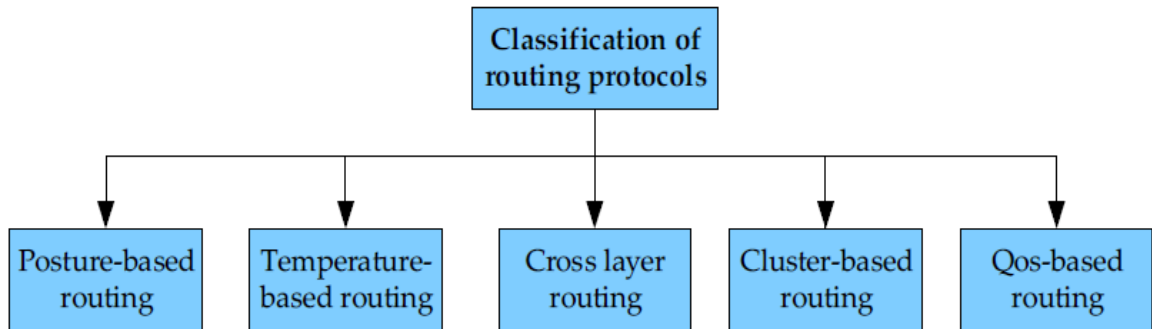 Classification of
routing protocols
Posture-based
routing
Temperature-
based routing
Cross layer
routing
Cluster-based
routing
Qos-based
routing